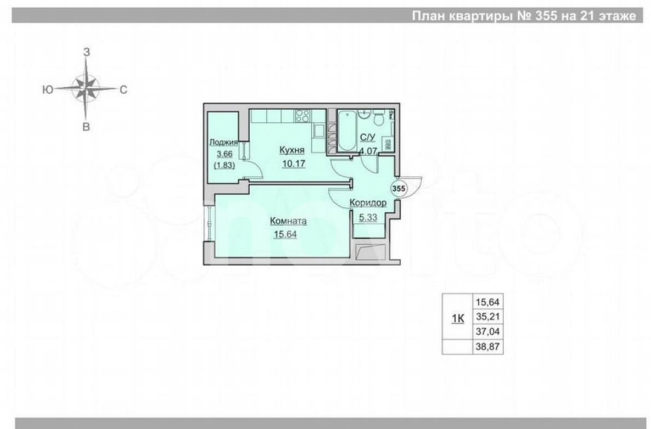 План квартиры № 355 на 21 этаже
З
Ю
С
В
Лоджия
3.66
(1.83)
Кухня
10.17
С/У
4.07
355
Коридор
5.33
Комната
15.64
1К
15,64
35,21
37,04
38,87